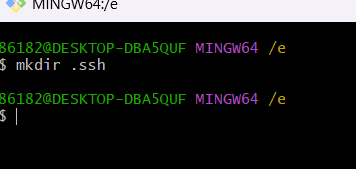 MINGW64:/e
86182@DESKTOP-DBA5QUF MINGW64 /e
$ mkdir .ssh
86182@DESKTOP-DBA5QUF MINGW64 /e
$